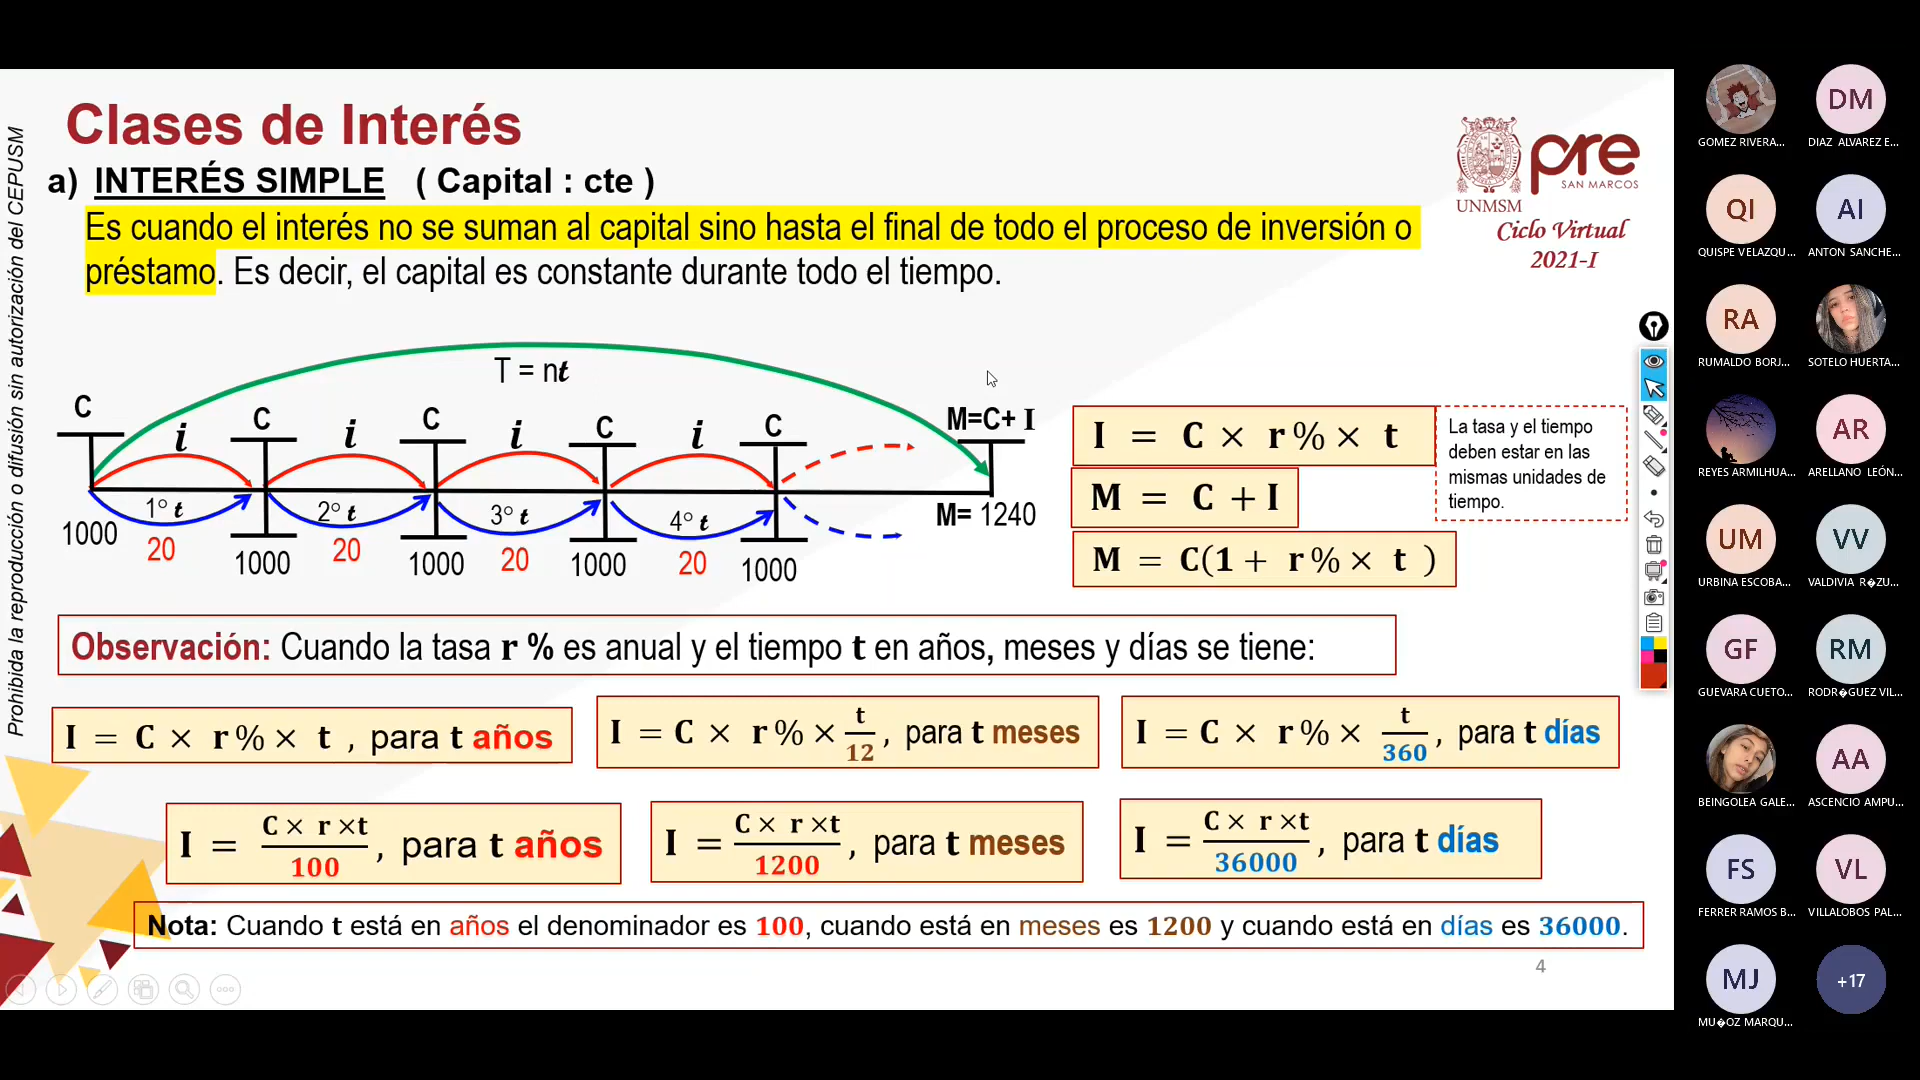 Prohibida la reproducción o difusión sin autorización del CEPUSM
Clases de Interés
a) INTERÉS SIMPLE ( Capital : cte )
Es cuando el interés no se suman al capital sino hasta el final de todo el proceso de inversión o
préstamo. Es decir, el capital es constante durante todo el tiempo.
UNMSM
pre
SAN MARCOS
Ciclo Virtual
2021-I
T = nt
C i C i C i C i C M=C+ I
1° t 2° t 3° t 4° t
1000 20 1000 20 1000 20 1000 20 1000 M= 1240
I = C × r% × t
M = C + I
M = C(1 + r% × t )
La tasa y el tiempo
deben estar en las
mismas unidades de
tiempo.
Observación: Cuando la tasa r % es anual y el tiempo t en años, meses y días se tiene:
I = C × r% × t , para t años
I = C × r% × t/12, para t meses
I = C × r% × t/360, para t días
I = C× r ×t/100, para t años
I = C× r ×t/1200, para t meses
I = C× r ×t/36000, para t días
Nota: Cuando t está en años el denominador es 100, cuando está en meses es 1200 y cuando está en días es 36000.
4
GOMEZ RIVERA...
DM
DIAZ ALVAREZ E...
QI
QUISPE VELAZQU...
AI
ANTON SANCHE...
RA
RUMALDO BORJ...
SOTELO HUERTA...
REYES ARMILHUA...
AR
ARELLANO LEÓN...
UM
URBINA ESCOBA...
VV
VALDIVIA R�ZU...
GF
GUEVARA CUETO...
RM
RODR�GUEZ VIL...
BEINGOLEA GALE...
AA
ASCENCIO AMPU...
FS
FERRER RAMOS B...
VL
VILLALOBOS PAL...
MJ
MU�OZ MARQU...
+17